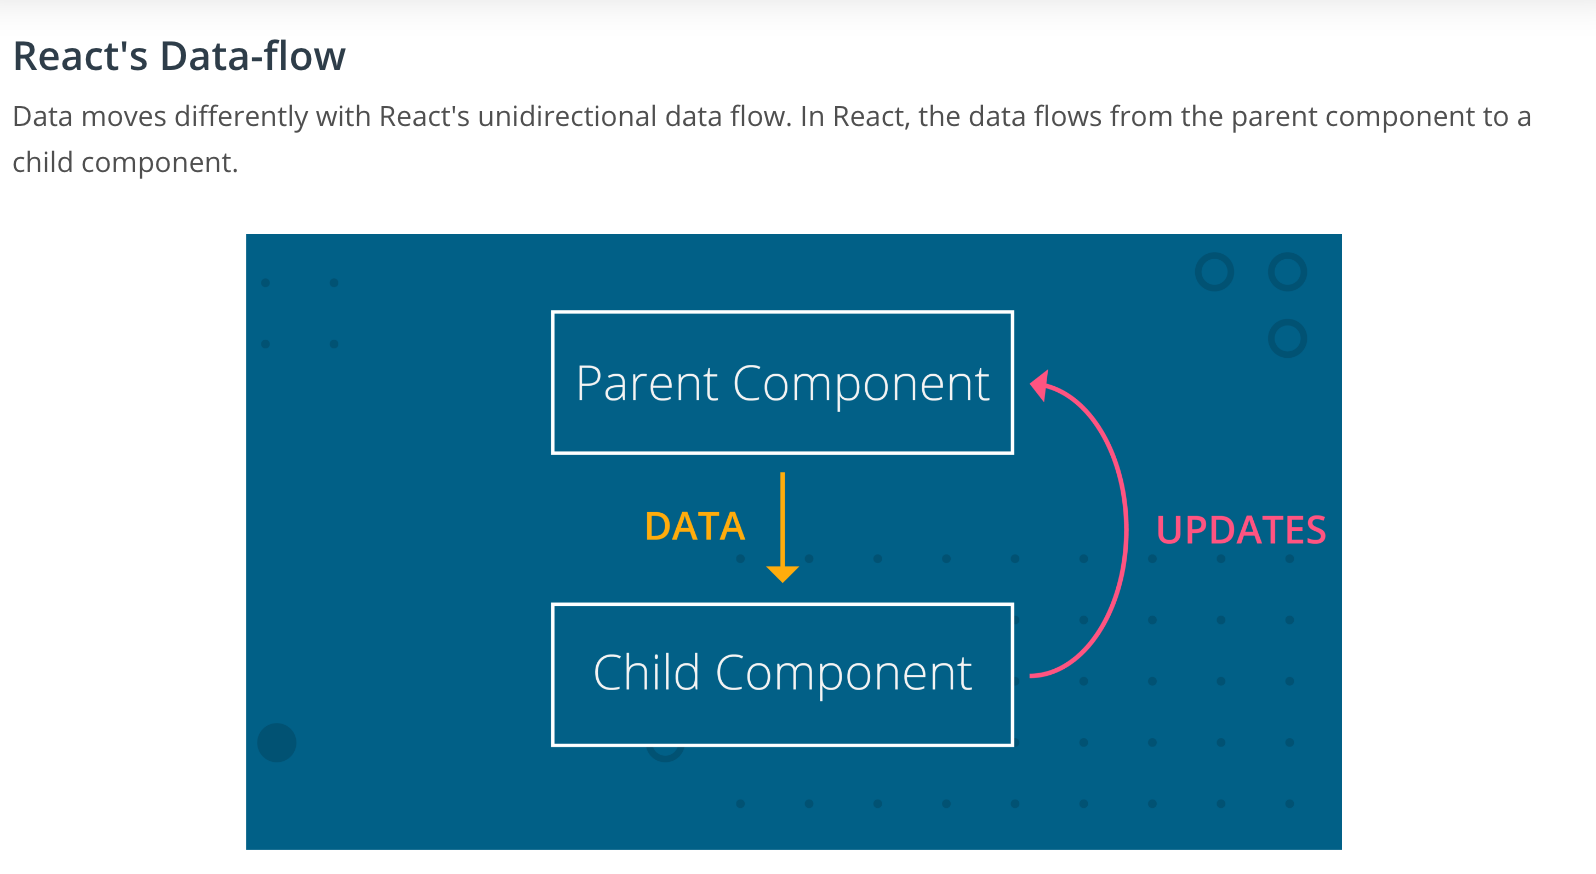 React's Data-flow
Data moves differently with React's unidirectional data flow. In React, the data flows from the parent component to a
child component.
Parent Component
DATA
UPDATES
Child Component